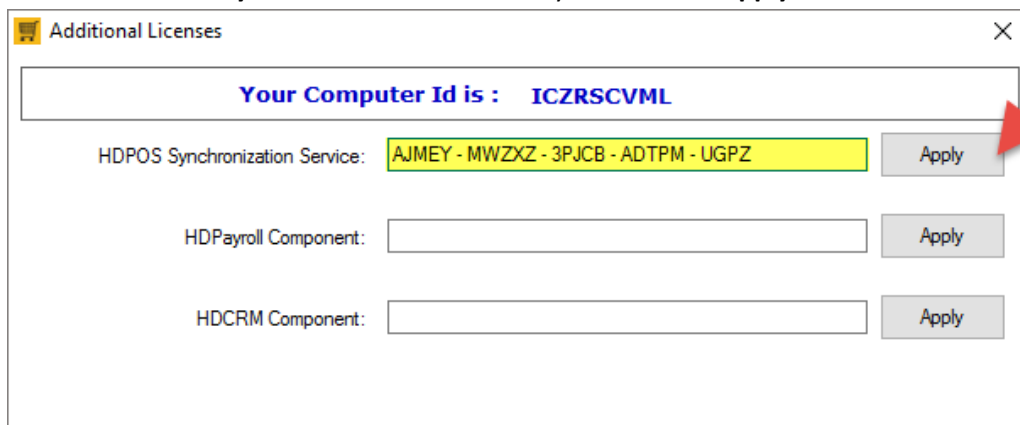 Additional Licenses
Your Computer Id is : ICZRSCVML
HDPOS Synchronization Service: AJMEY - MWZXZ - 3PJCB - ADTPM - UGPZ Apply
HDPayroll Component: Apply
HDCRM Component: Apply